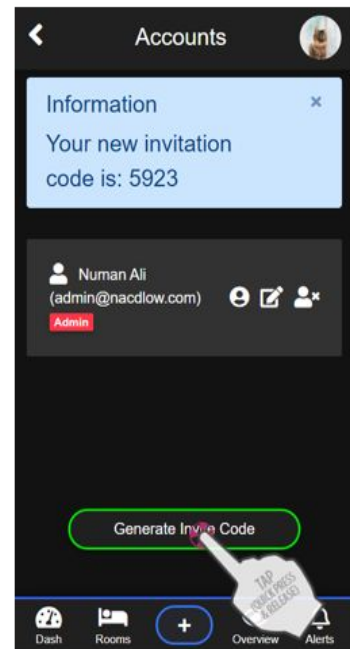 Accounts
Information
×
Your new invitation
code is: 5923
Numan Ali
(admin@nacdlow.com)
Admin
Generate Invite Code
TAP
(QUICK PRESS
& RELEASE)
Dash
Rooms
+
Overview
Alerts